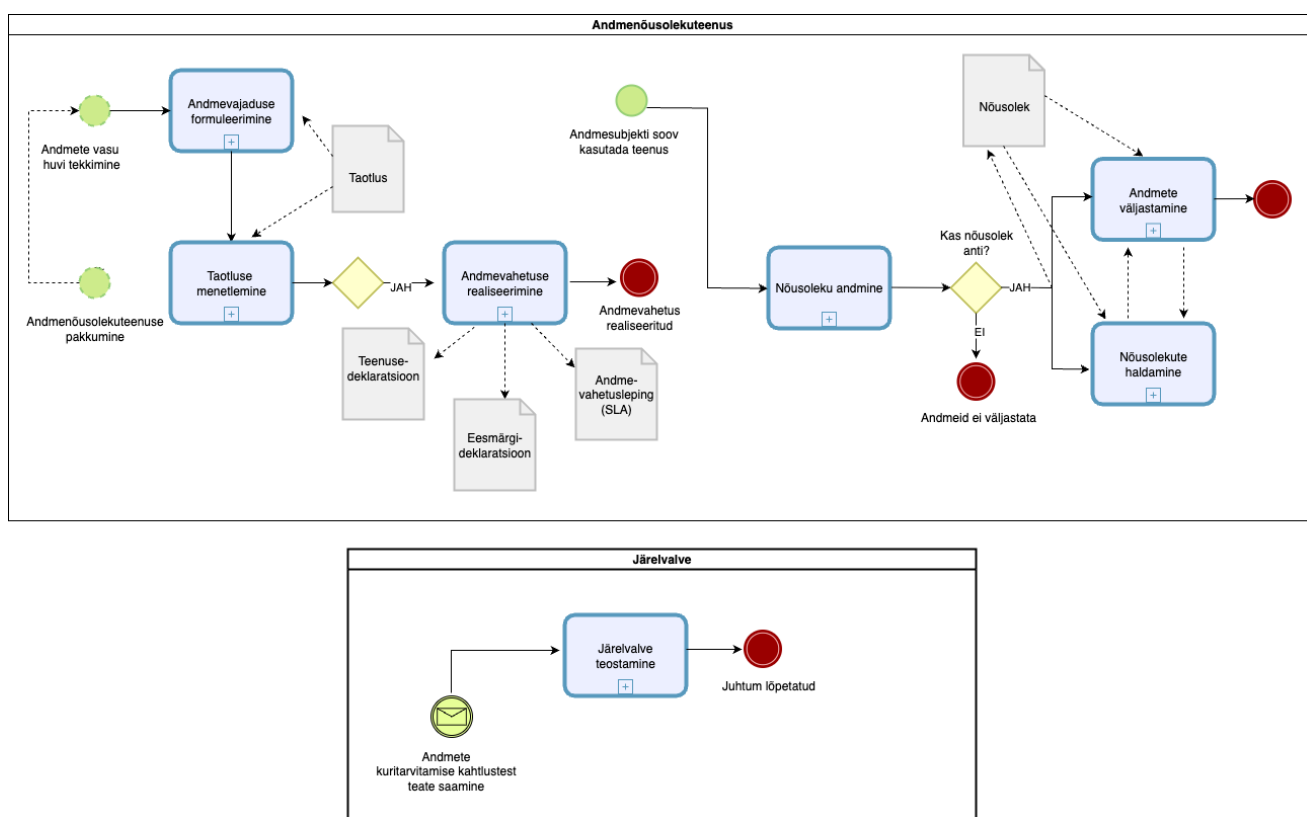 Andmenõusolekuteenus
Andmevajaduse
formuleerimine
Andmete vasu
huvi tekkimine
Taotlus
Andmesubjekti soov
kasutada teenus
Nõusolek
Andmete
väljastamine
Taotluse
menetlemine
JAH
Andmevahetuse
realiseerimine
Andmevahetus
realiseeritud
Andmenõusolekuteenuse
pakkumine
Nõusoleku andmine
Kas nõusolek
anti?
JAH
EI
Andmeid ei väljastata
Nõusolekute
haldamine
Teenuse-
deklaratsioon
Eesmärgi-
deklaratsioon
Andme-
vahetusleping
(SLA)
Järelvalve
Järelvalve
teostamine
Juhtum lõpetatud
Andmete
kuritarvitamise kahtlustest
teate saamine